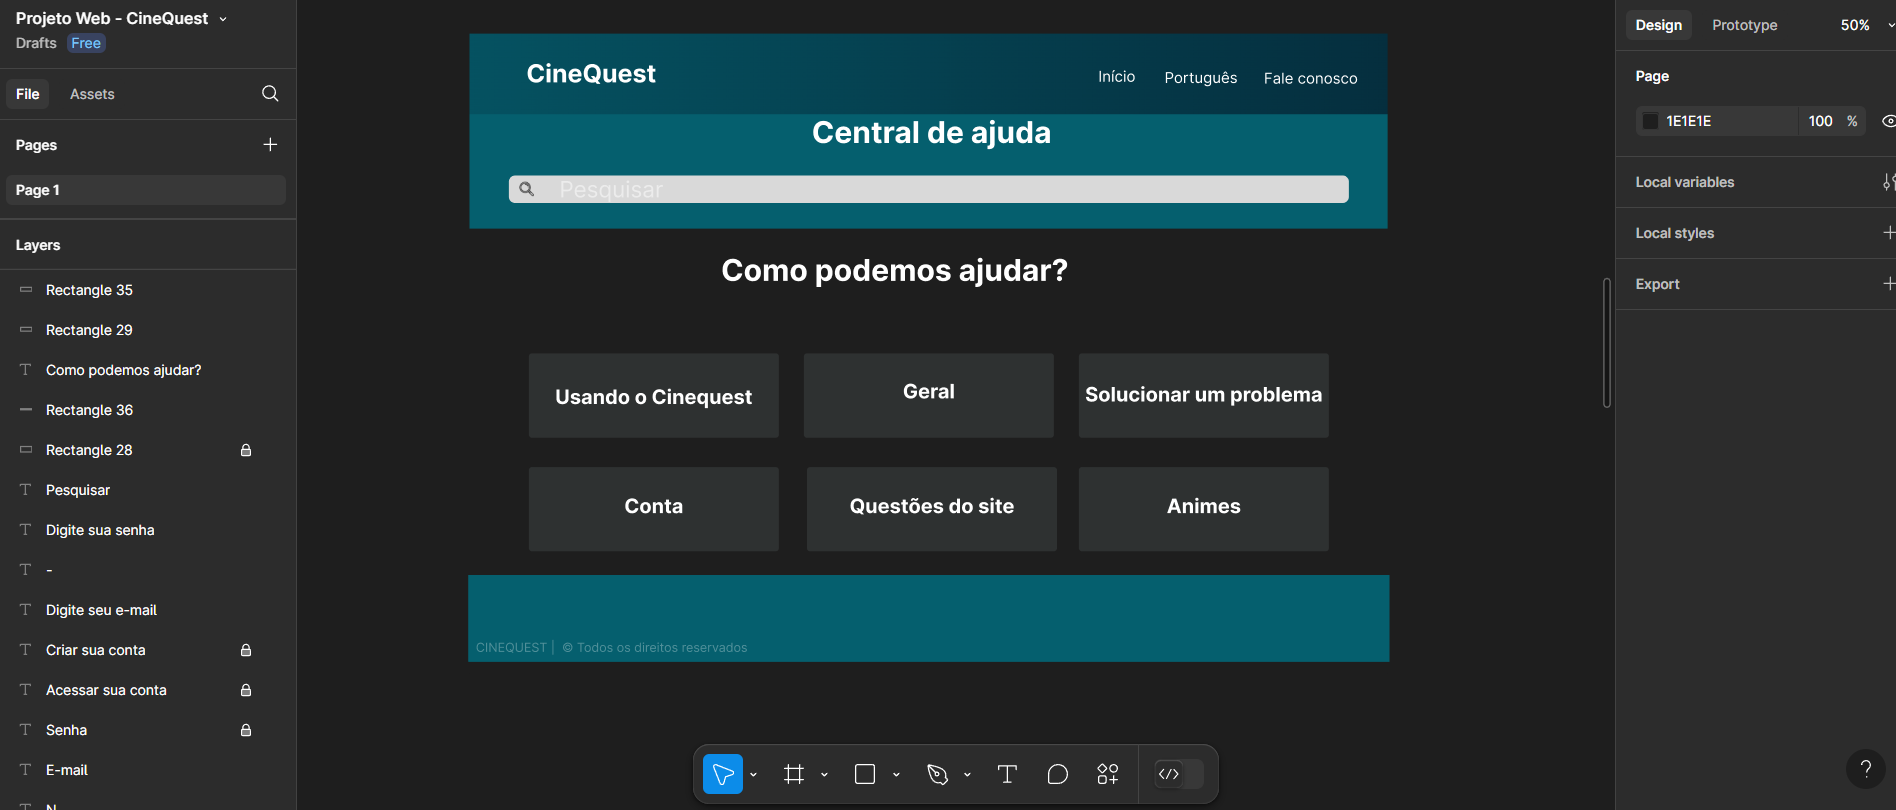 Projeto Web - CineQuest
Drafts Free
File Assets
Pages
Page 1
Layers
Rectangle 35
Rectangle 29
Como podemos ajudar?
Rectangle 36
Rectangle 28
Pesquisar
Digite sua senha
-
Digite seu e-mail
Criar sua conta
Acessar sua conta
Senha
E-mail
CineQuest
Início Português Fale conosco
Central de ajuda
Pesquisar
Como podemos ajudar?
Usando o Cinequest
Geral
Solucionar um problema
Conta
Questões do site
Animes
CINEQUEST | © Todos os direitos reservados
Design Prototype 50%
Page
1E1E1E 100 %
Local variables
Local styles
Export
?